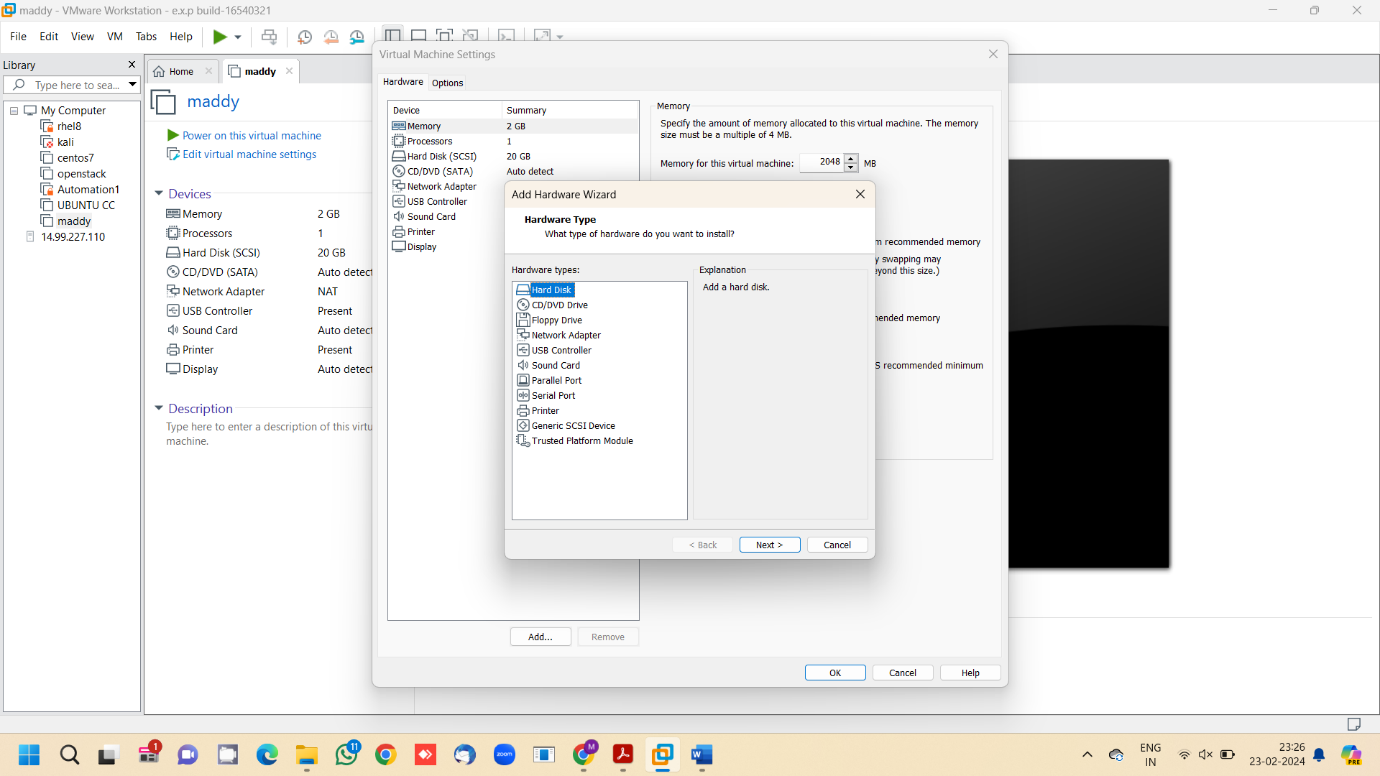 maddy - VMware Workstation - e.x.p build-16540321
File Edit View VM Tabs Help
Library
Type here to sea...
My Computer
rhel8
kali
centos7
openstack
Automation1
UBUNTU CC
maddy
14.99.227.110
Home
maddy
maddy
Power on this virtual machine
Edit virtual machine settings
Devices
Memory 2 GB
Processors 1
Hard Disk (SCSI) 20 GB
CD/DVD (SATA) Auto detect
Network Adapter NAT
USB Controller Present
Sound Card Auto detect
Printer Present
Display Auto detect
Description
Type here to enter a description of this virtu
machine.
Virtual Machine Settings
Hardware Options
Device Summary
Memory 2 GB
Processors 1
Hard Disk (SCSI) 20 GB
CD/DVD (SATA) Auto detect
Network Adapter
USB Controller
Sound Card
Printer
Display
Memory
Specify the amount of memory allocated to this virtual machine. The memory
size must be a multiple of 4 MB.
Memory for this virtual machine: 2048 MB
m recommended memory
y swapping may
eyond this size.)
ended memory
S recommended minimum
Add Hardware Wizard
Hardware Type
What type of hardware do you want to install?
Hardware types:
Hard Disk
CD/DVD Drive
Floppy Drive
Network Adapter
USB Controller
Sound Card
Parallel Port
Serial Port
Printer
Generic SCSI Device
Trusted Platform Module
Explanation
Add a hard disk.
< Back Next > Cancel
Add... Remove
OK Cancel Help
1
11
zoom
M
W
ENG
IN
23:26
23-02-2024
PRE